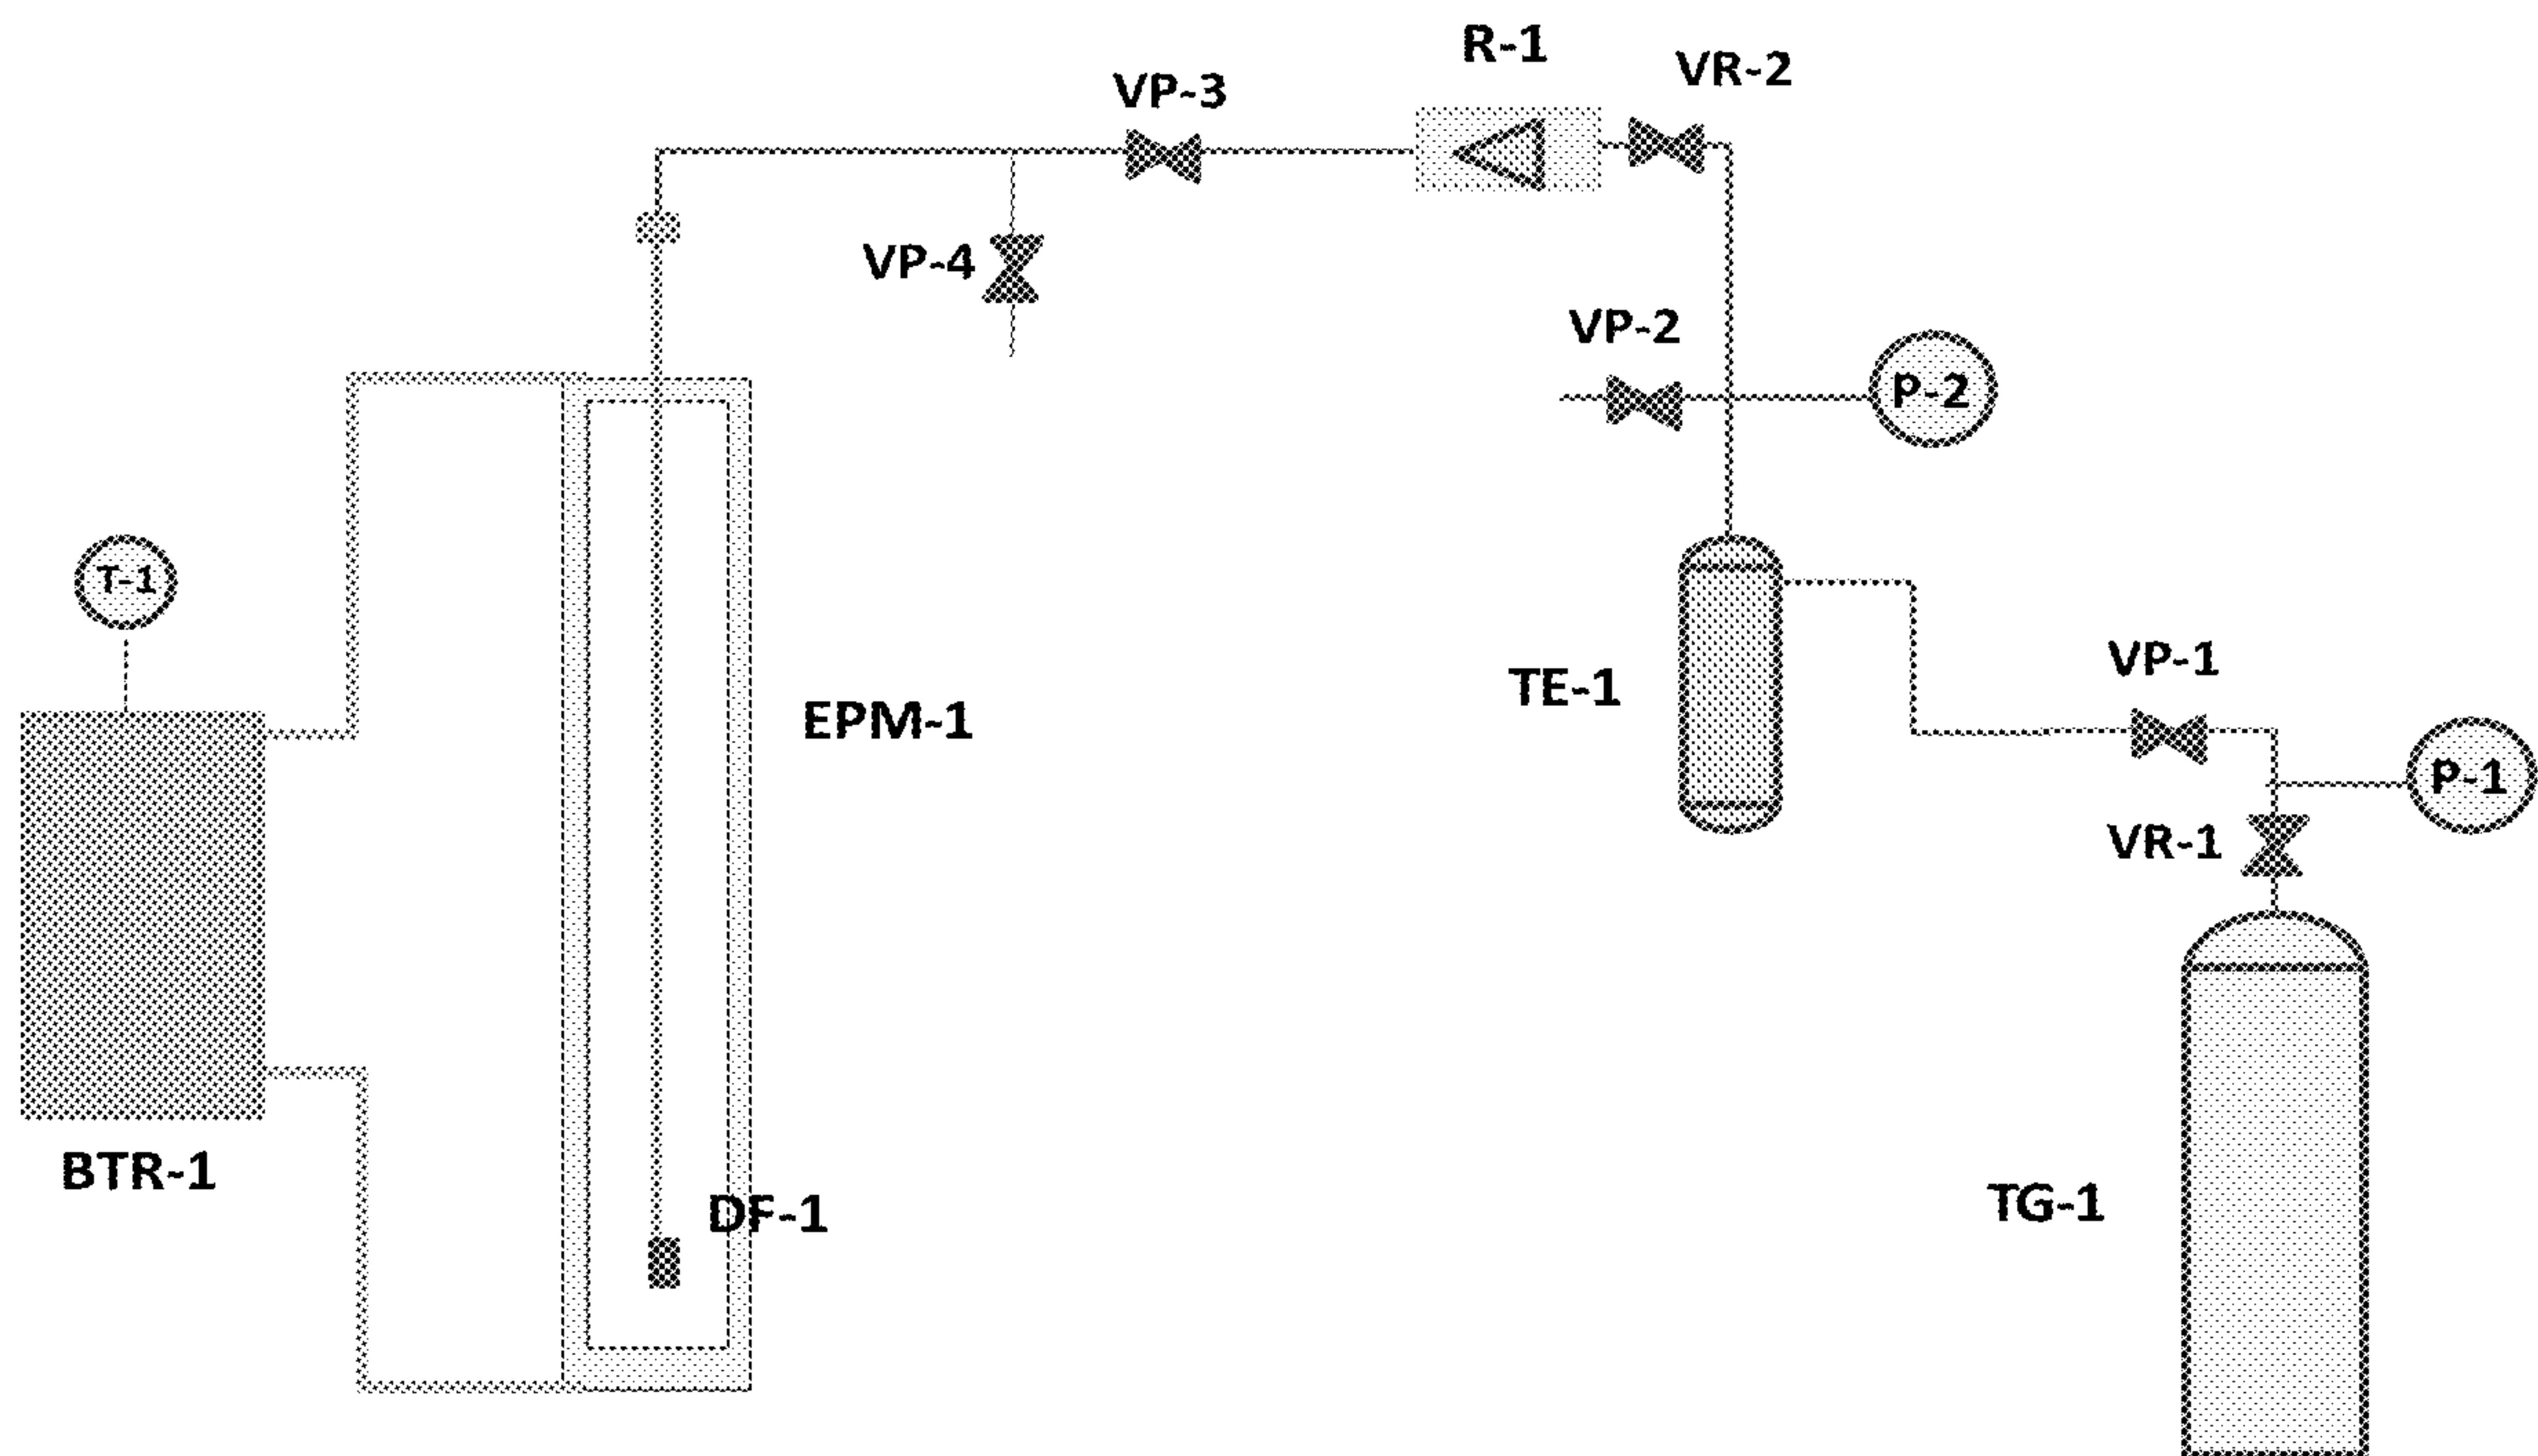 R-1
VR-2
VP-3
VP-4
VP-2
P-2
T-1
VP-1
TE-1
EPM-1
P-1
VR-1
BTR-1
DF-1
TG-1